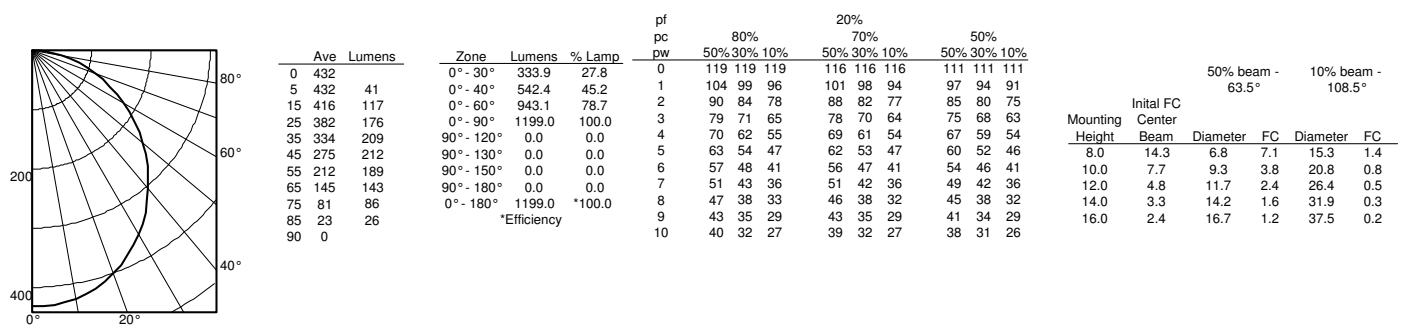 80°
60°
40°
200
400
0°
20°
Ave Lumens
0 432
5 432 41
15 416 117
25 382 176
35 334 209
45 275 212
55 212 189
65 145 143
75 81 86
85 23 26
90 0
Zone Lumens % Lamp
0°- 30° 333.9 27.8
0°- 40° 542.4 45.2
0°- 60° 943.1 78.7
0°- 90° 1199.0 100.0
90°- 120° 0.0 0.0
90°- 130° 0.0 0.0
90°- 150° 0.0 0.0
90°- 180° 0.0 0.0
0°- 180° 1199.0 *100.0
*Efficiency
pf 20%
pc 80% 70% 50%
pw 50% 30% 10% 50% 30% 10% 50% 30% 10%
0 119 119 119 116 116 116 111 111 111
1 104 99 96 101 98 94 97 94 91
2 90 84 78 88 82 77 85 80 75
3 79 71 65 78 70 64 75 68 63
4 70 62 55 69 61 54 67 59 54
5 63 54 47 62 53 47 60 52 46
6 57 48 41 56 47 41 54 46 41
7 51 43 36 51 42 36 49 42 36
8 47 38 33 46 38 32 45 38 32
9 43 35 29 43 35 29 41 34 29
10 40 32 27 39 32 27 38 31 26
50% beam - 10% beam -
63.5° 108.5°
Inital FC
Mounting Center
Height Beam Diameter FC Diameter FC
8.0 14.3 6.8 7.1 15.3 1.4
10.0 7.7 9.3 3.8 20.8 0.8
12.0 4.8 11.7 2.4 26.4 0.5
14.0 3.3 14.2 1.6 31.9 0.3
16.0 2.4 16.7 1.2 37.5 0.2